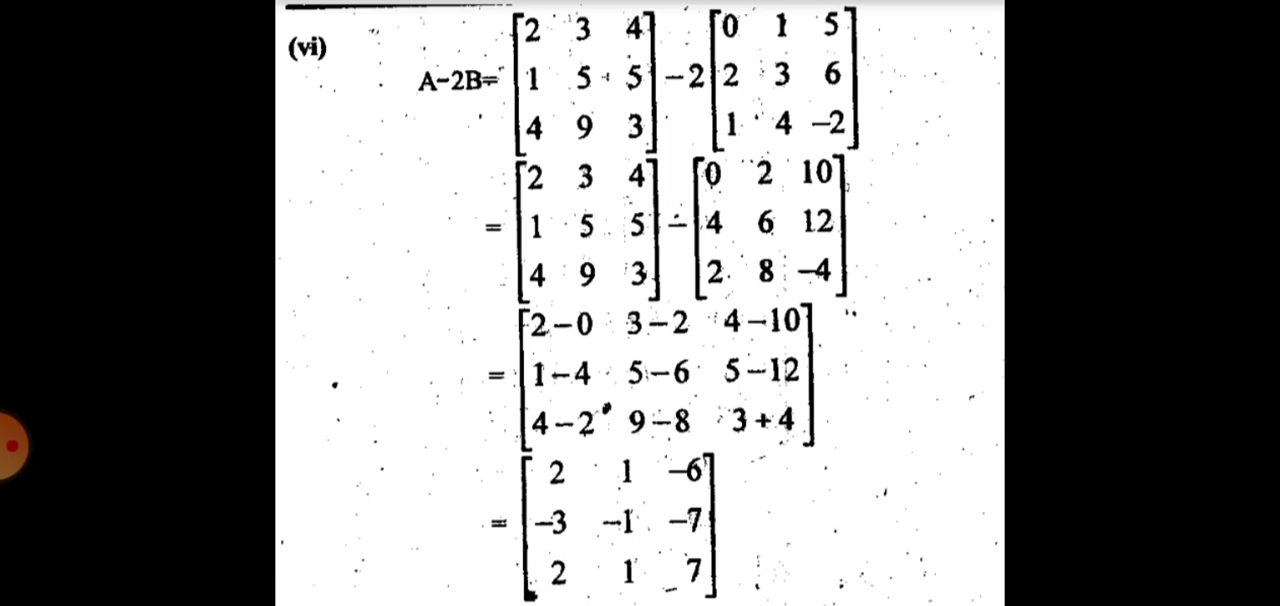 (vi)
2 3 4 0 1 5
A-2B= 1 5 5 -2 2 3 6
4 9 3 1 4 -2
2 3 4 0 2 10
= 1 5 5 - 4 6 12
4 9 3 2 8 -4
2-0 3-2 4-10
= 1-4 5-6 5-12
4-2 9-8 3+4
2 1 -6
= -3 -1 -7
2 1 7